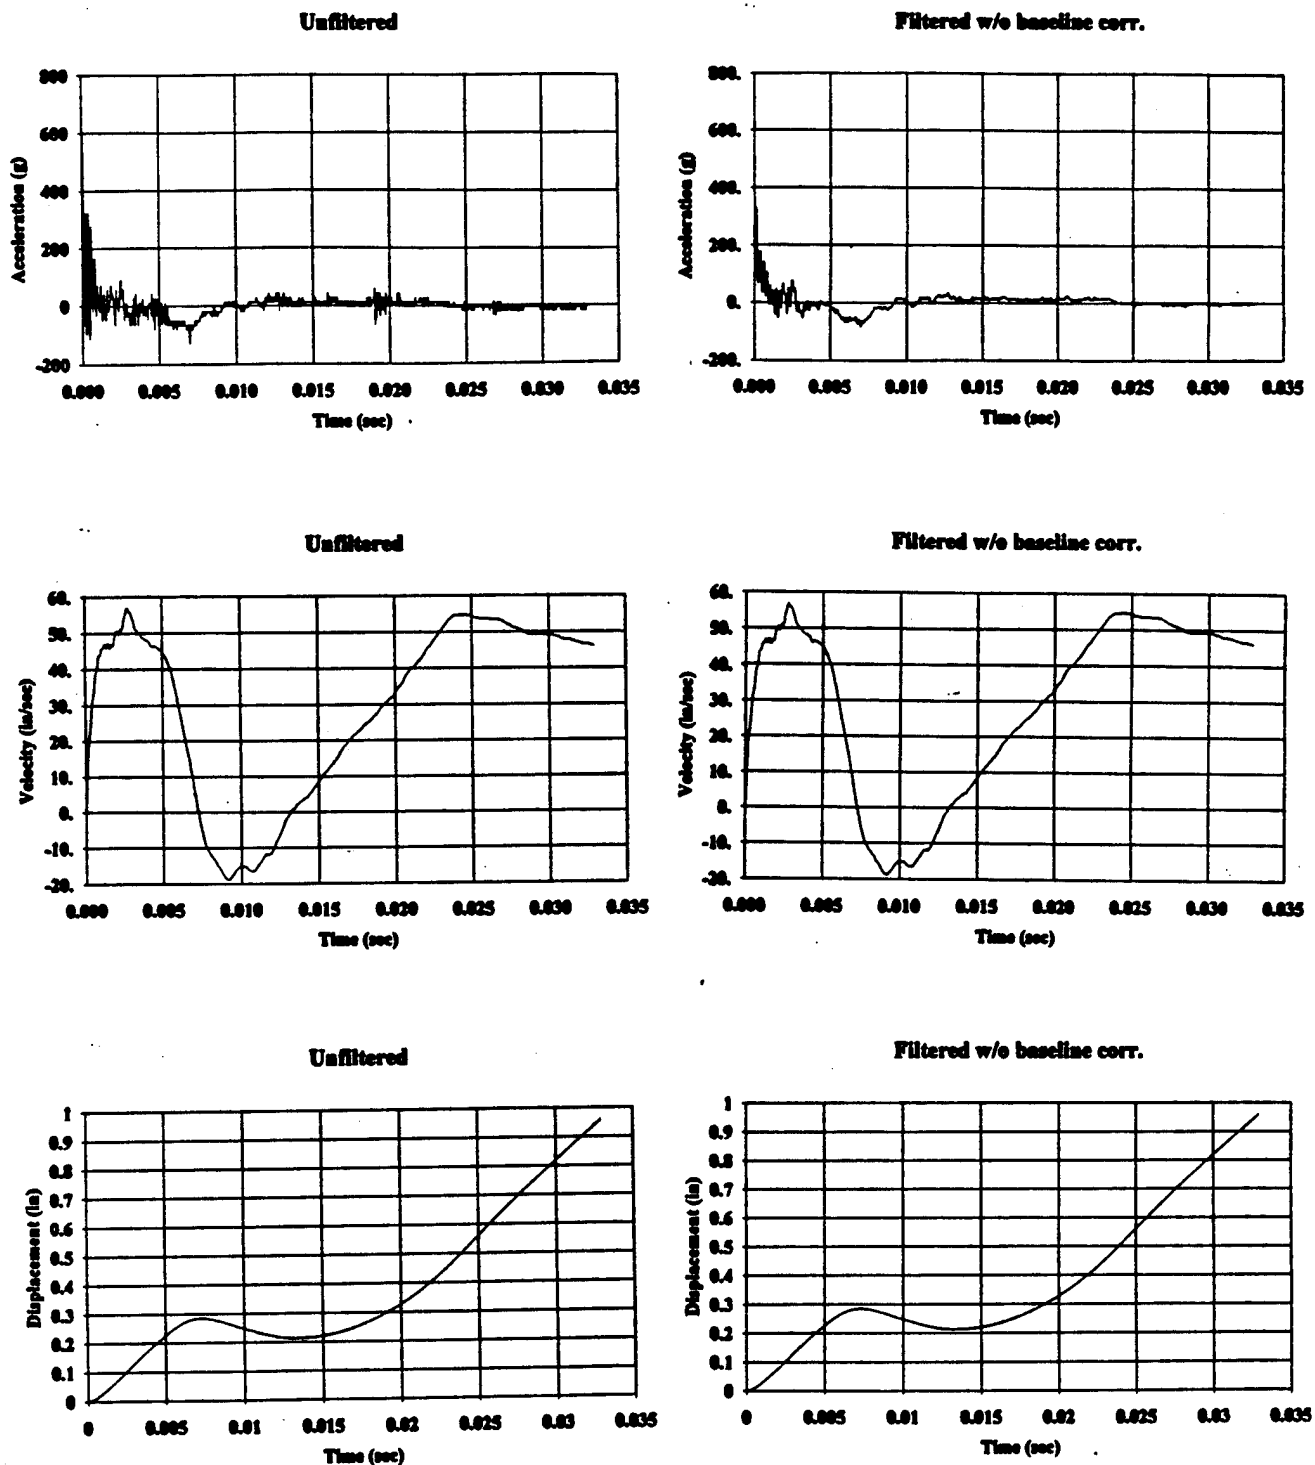 Unfiltered
Acceleration (g)
800
600
400
200
0
-200
0.000 0.005 0.010 0.015 0.020 0.025 0.030 0.035
Time (sec)
Filtered w/o baseline corr.
Acceleration (g)
800.
600.
400.
200.
0.
-200.
0.000 0.005 0.010 0.015 0.020 0.025 0.030 0.035
Time (sec)
Unfiltered
Velocity (in/sec)
60.
50.
40.
30.
20.
10.
0.
-10.
-20.
0.000 0.005 0.010 0.015 0.020 0.025 0.030 0.035
Time (sec)
Filtered w/o baseline corr.
Velocity (in/sec)
60.
50.
40.
30.
20.
10.
0.
-10.
-20.
0.000 0.005 0.010 0.015 0.020 0.025 0.030 0.035
Time (sec)
Unfiltered
Displacement (in)
1
0.9
0.8
0.7
0.6
0.5
0.4
0.3
0.2
0.1
0
0 0.005 0.01 0.015 0.02 0.025 0.03 0.035
Time (sec)
Filtered w/o baseline corr.
Displacement (in)
1
0.9
0.8
0.7
0.6
0.5
0.4
0.3
0.2
0.1
0
0 0.005 0.01 0.015 0.02 0.025 0.03 0.035
Time (sec)